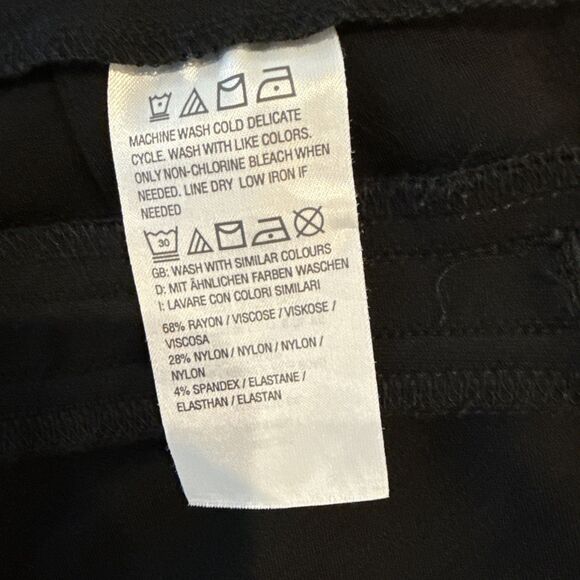 MACHINE WASH COLD DELICATE
CYCLE. WASH WITH LIKE COLORS.
ONLY NON-CHLORINE BLEACH WHEN
NEEDED. LINE DRY LOW IRON IF
NEEDED
30
GB: WASH WITH SIMILAR COLOURS
D: MIT ÄHNLICHEN FARBEN WASCHEN
I: LAVARE CON COLORI SIMILARI
68% RAYON / VISCOSE / VISKOSE /
VISCOSA
28% NYLON / NYLON / NYLON /
NYLON
4% SPANDEX / ELASTANE /
ELASTHAN / ELASTAN